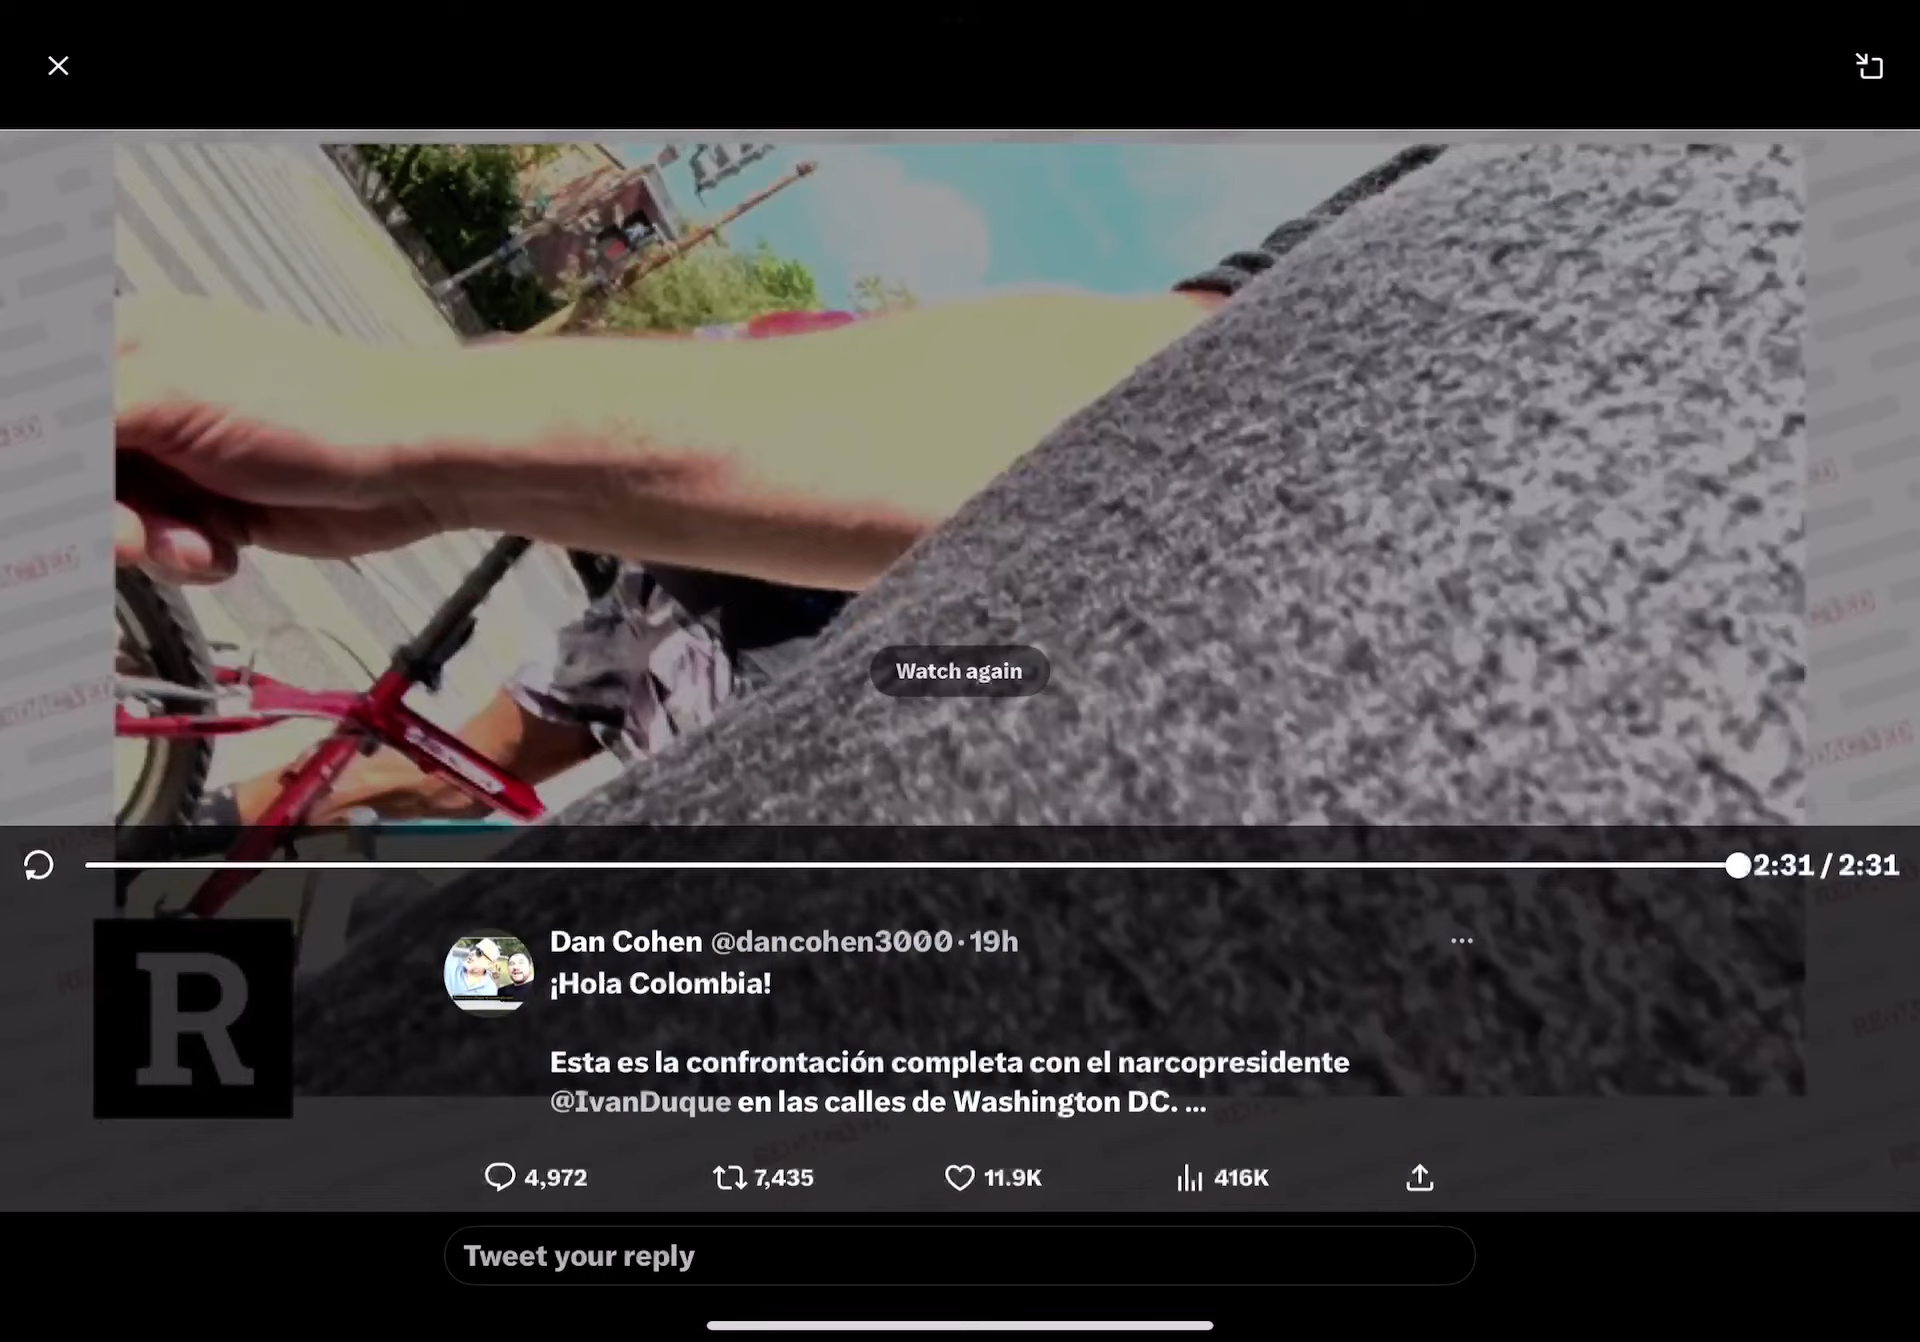 Watch again
2:31 / 2:31
R
Dan Cohen @dancohen3000 · 19h
¡Hola Colombia!
Esta es la confrontación completa con el narcopresidente
@IvanDuque en las calles de Washington DC. ...
4,972 7,435 11.9K 416K
Tweet your reply